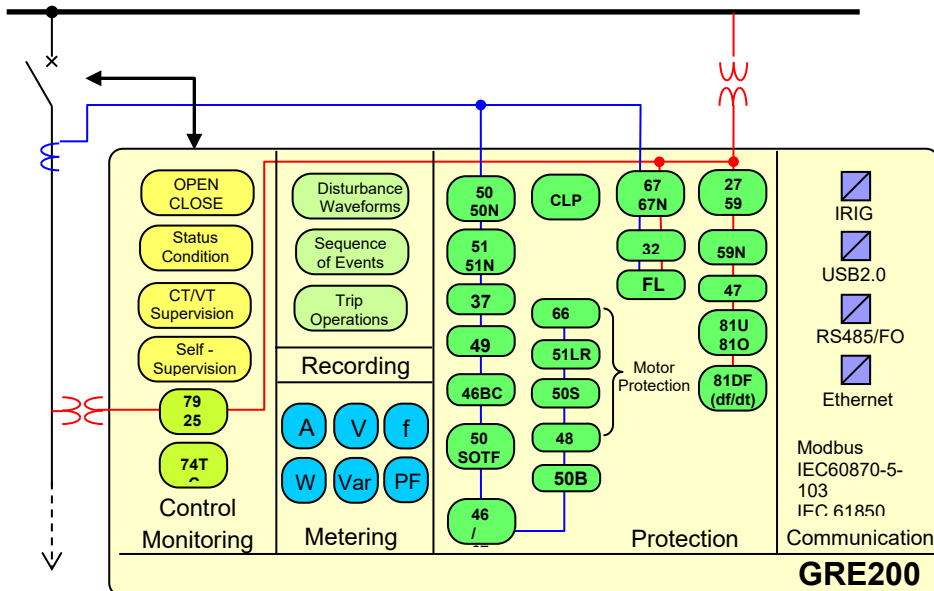 OPEN
CLOSE
Status
Condition
CT/VT
Supervision
Self -
Supervision
79
25
74T
Control
Monitoring
Disturbance
Waveforms
Sequence
of Events
Trip
Operations
Recording
A
V
f
W
Var
PF
Metering
50
50N
51
51N
37
49
46BC
50
SOTF
46
/
CLP
66
51LR
50S
48
50B
Motor
Protection
67
67N
32
FL
27
59
59N
47
81U
81O
81DF
(df/dt)
Protection
IRIG
USB2.0
RS485/FO
Ethernet
Modbus
IEC60870-5-
103
IEC 61850
Communication
GRE200